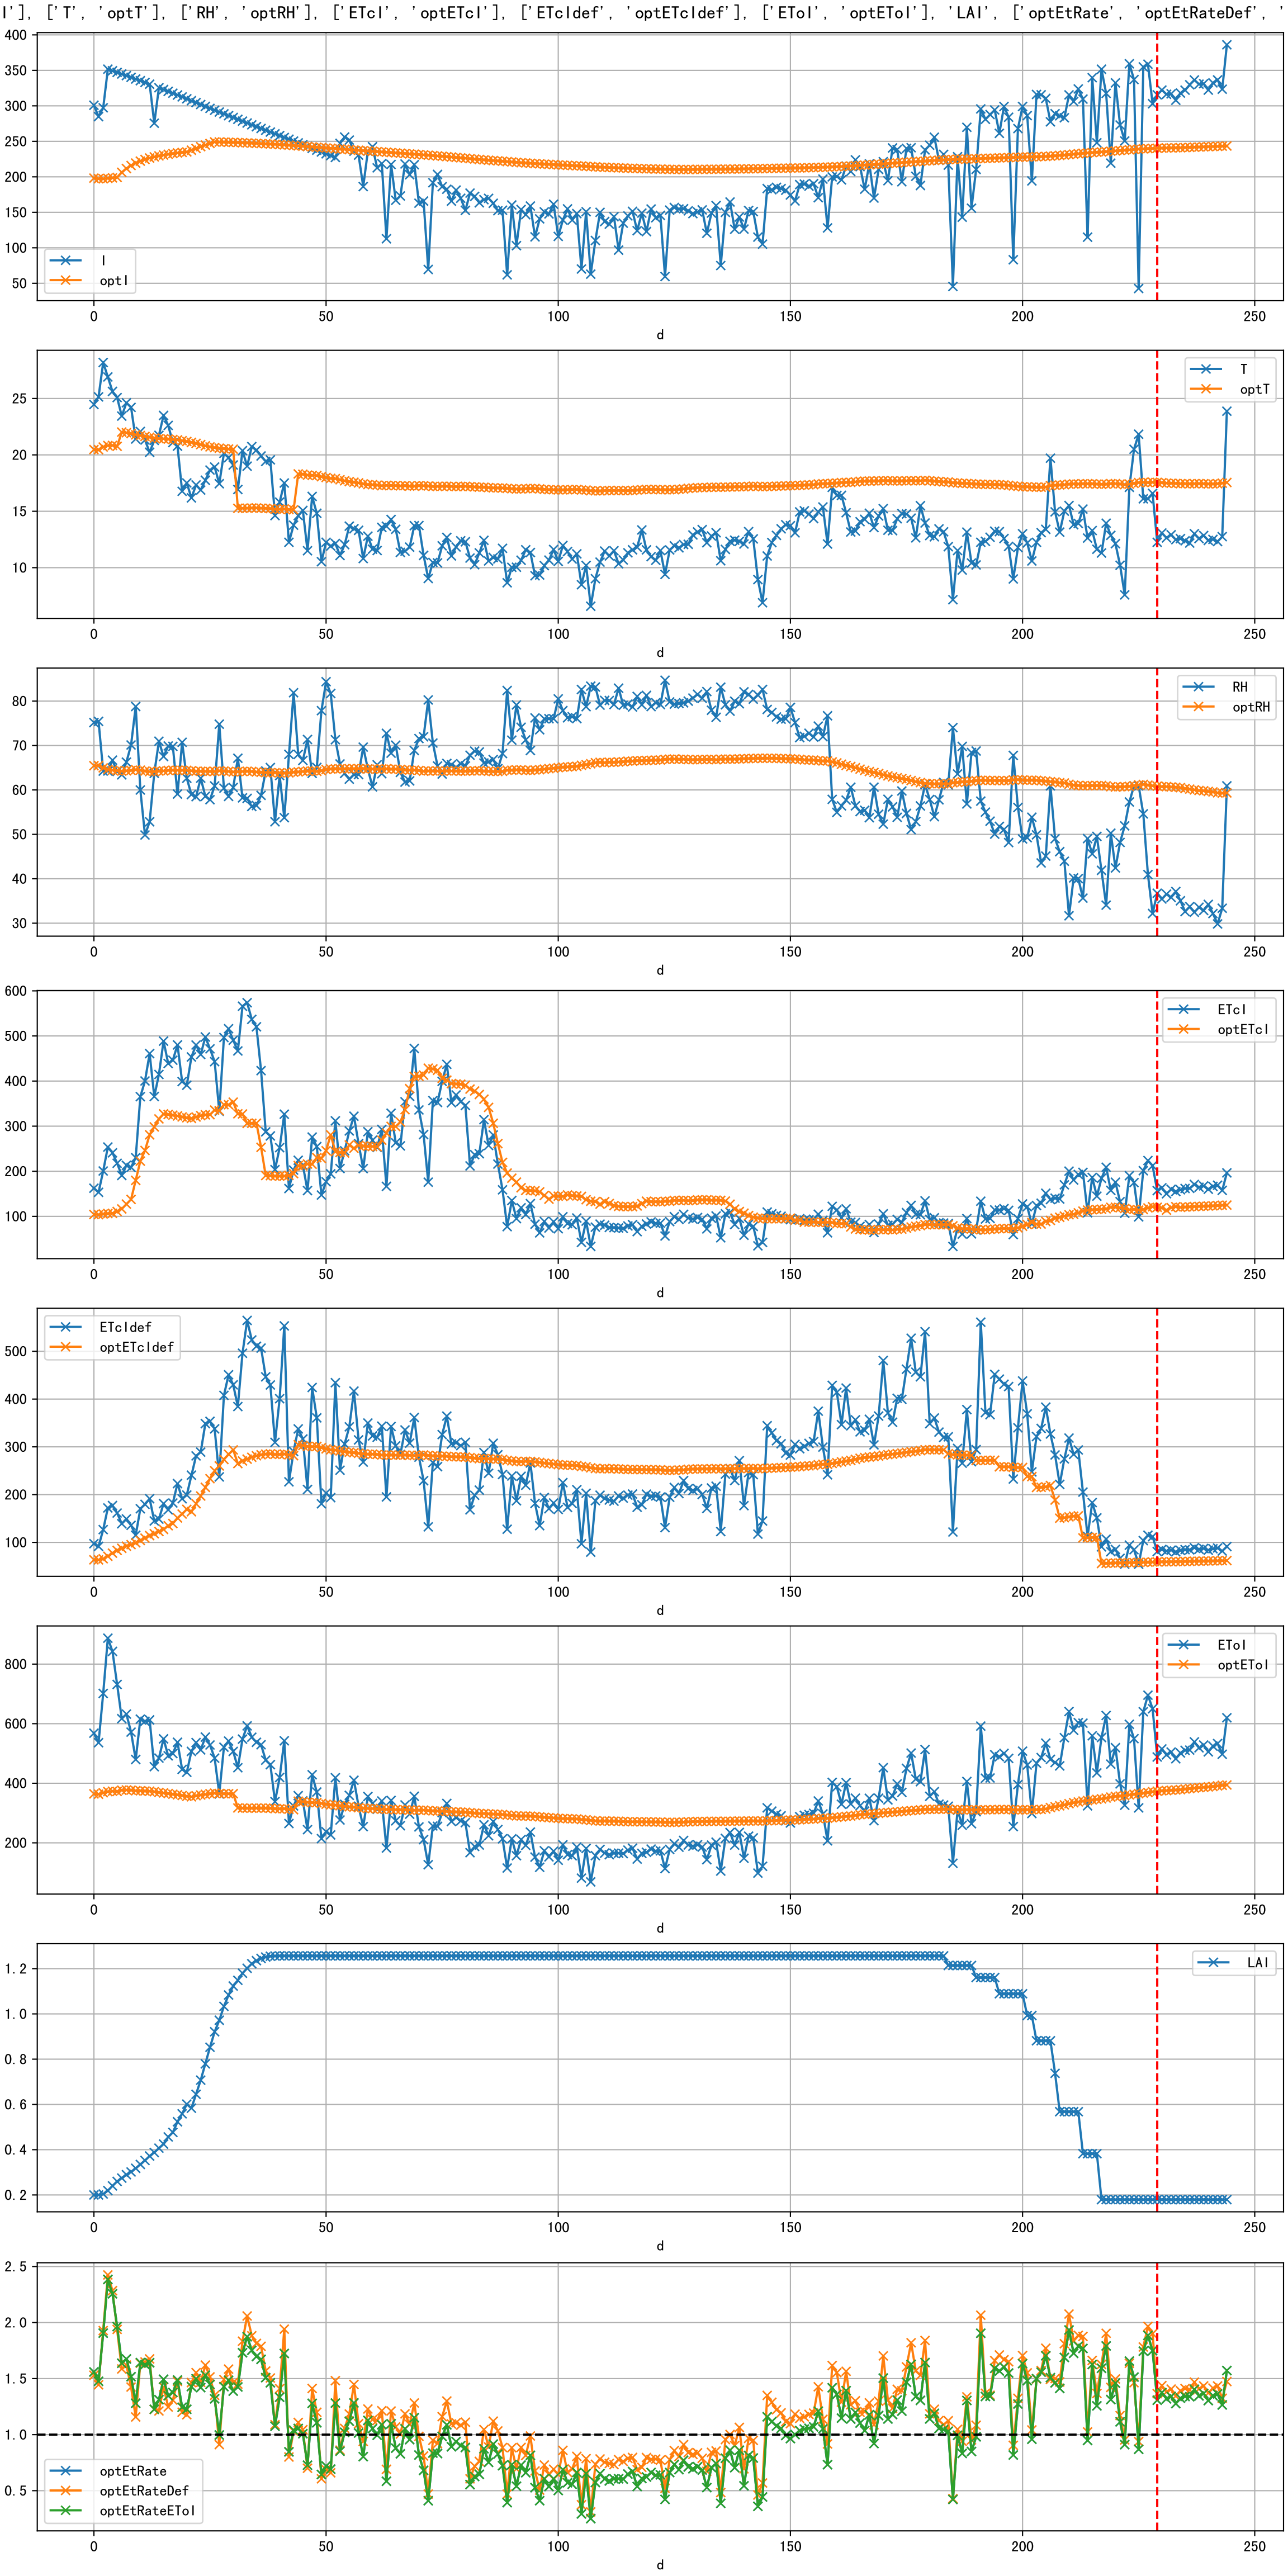 I'], ['T', 'optT'], ['RH', 'optRH'], ['ETcI', 'optETcI'], ['ETcIdef', 'optETcIdef'], ['EToI', 'optEToI'], 'LAI', ['optEtRate', 'optEtRateDef', '
400
350
300
250
200
150
100
50
I
optI
0 50 100 150 200 250
d
25
20
15
10
T
optT
0 50 100 150 200 250
d
80
70
60
50
40
30
RH
optRH
0 50 100 150 200 250
d
600
500
400
300
200
100
ETcI
optETcI
0 50 100 150 200 250
d
500
400
300
200
100
ETcIdef
optETcIdef
0 50 100 150 200 250
d
800
600
400
200
EToI
optEToI
0 50 100 150 200 250
d
1.2
1.0
0.8
0.6
0.4
0.2
LAI
0 50 100 150 200 250
d
2.5
2.0
1.5
1.0
0.5
optEtRate
optEtRateDef
optEtRateEToI
0 50 100 150 200 250
d